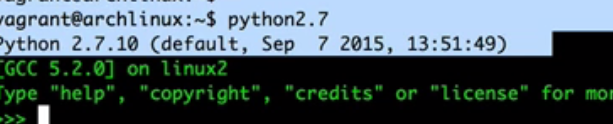 vagrant@archlinux:~$ python2.7
Python 2.7.10 (default, Sep  7 2015, 13:51:49)
[GCC 5.2.0] on linux2
Type "help", "copyright", "credits" or "license" for mor
>>>